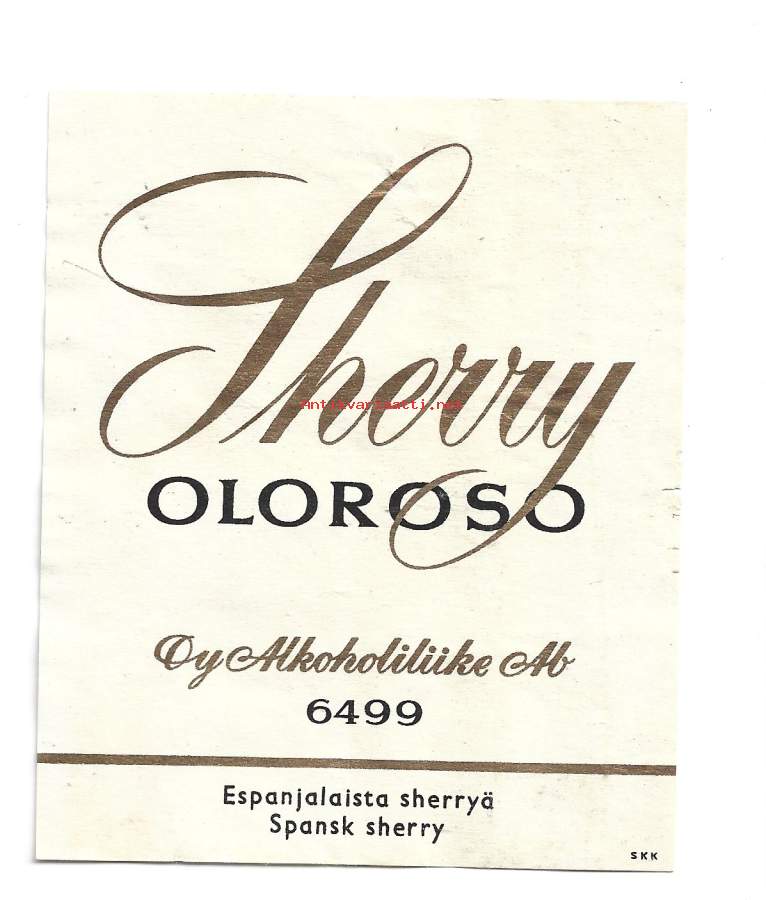 Sherry
Antikvariaatti.net
OLOROSO
Oy Alkoholiliike Ab
6499
Espanjalaista sherryä
Spansk sherry
SKK